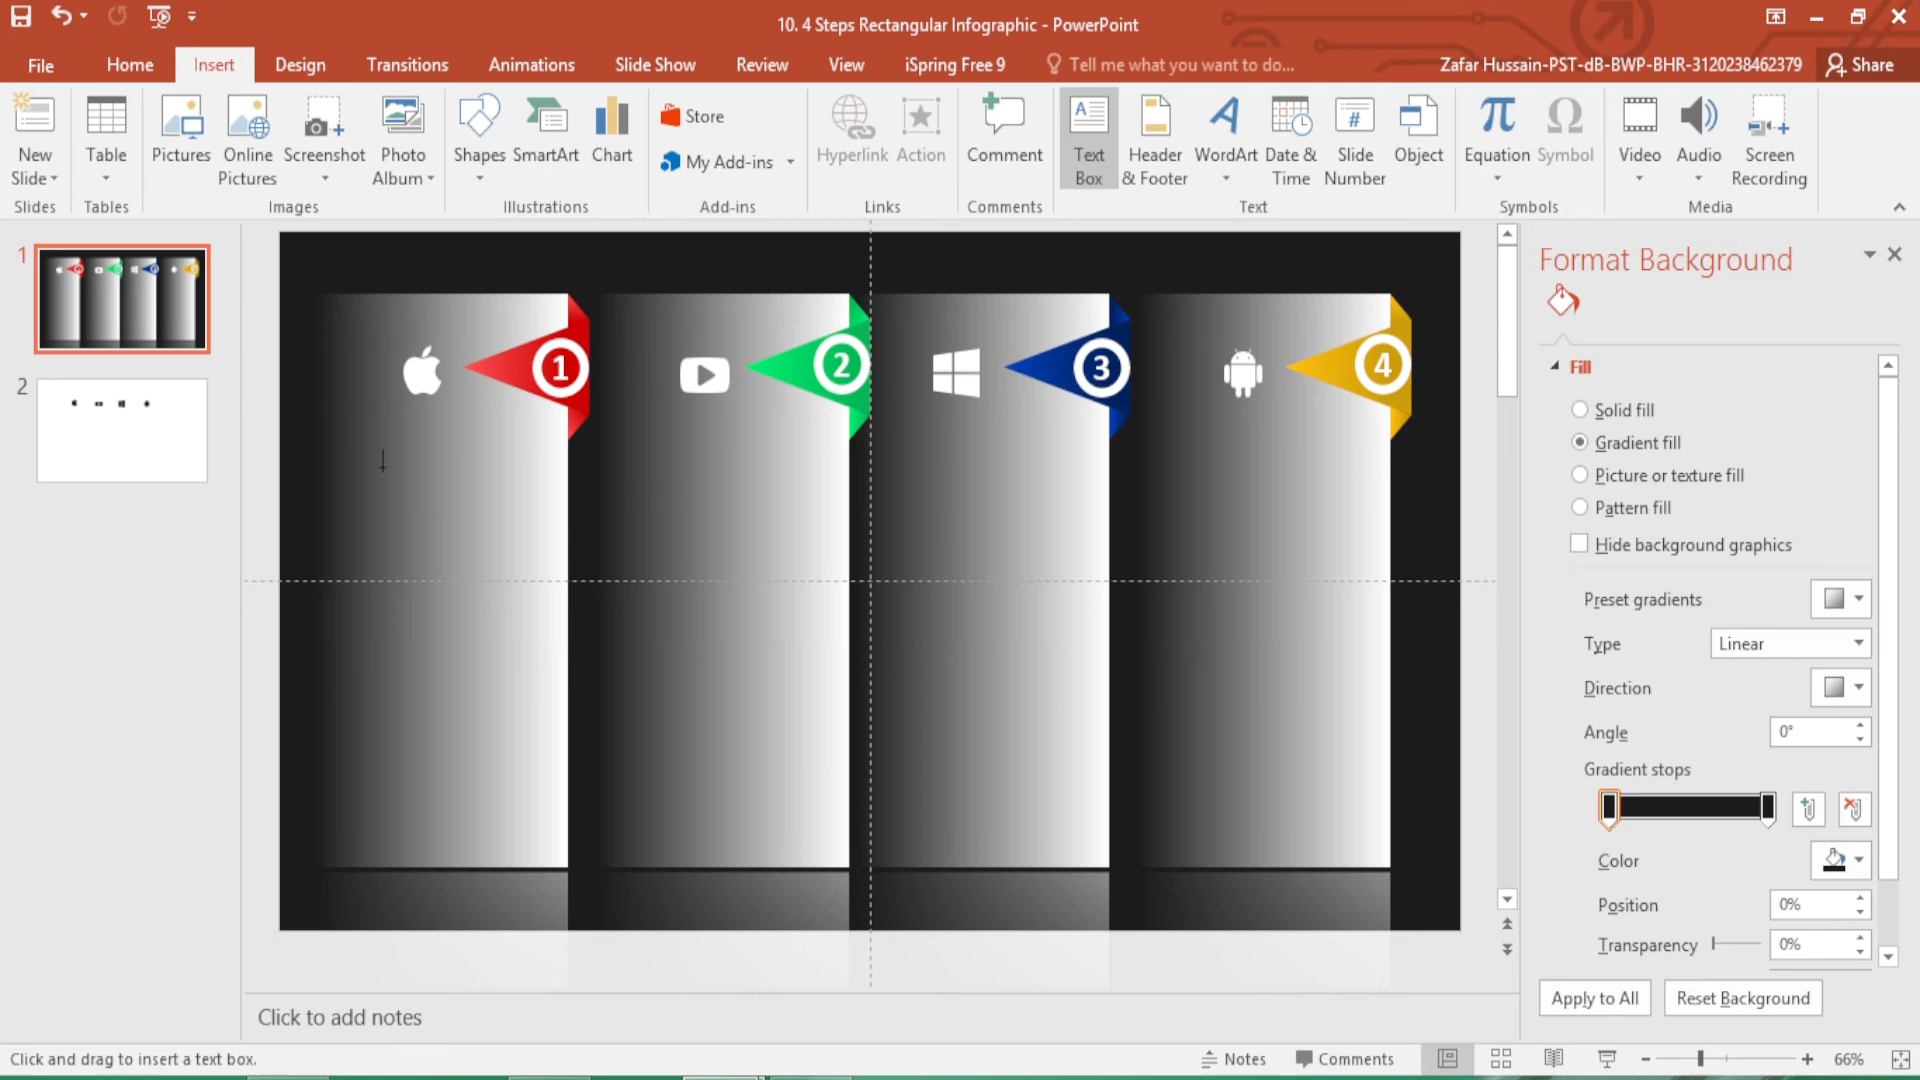 10. 4 Steps Rectangular Infographic - PowerPoint
File Home Insert Design Transitions Animations Slide Show Review View iSpring Free 9 Tell me what you want to do... Zafar Hussain-PST-dB-BWP-BHR-3120238462379 Share
New Slide
Table
Pictures
Online Pictures
Screenshot
Photo Album
Shapes
SmartArt
Chart
Store
My Add-ins
Hyperlink
Action
Comment
Text Box
Header & Footer
WordArt
Date & Time
Slide Number
Object
Equation
Symbol
Video
Audio
Screen Recording
Slides Tables Images Illustrations Add-ins Links Comments Text Symbols Media
1
2
1 2 3 4
Format Background
Fill
Solid fill
Gradient fill
Picture or texture fill
Pattern fill
Hide background graphics
Preset gradients
Type Linear
Direction
Angle 0°
Gradient stops
Color
Position 0%
Transparency 0%
Apply to All Reset Background
Click to add notes
Click and drag to insert a text box. Notes Comments 66%